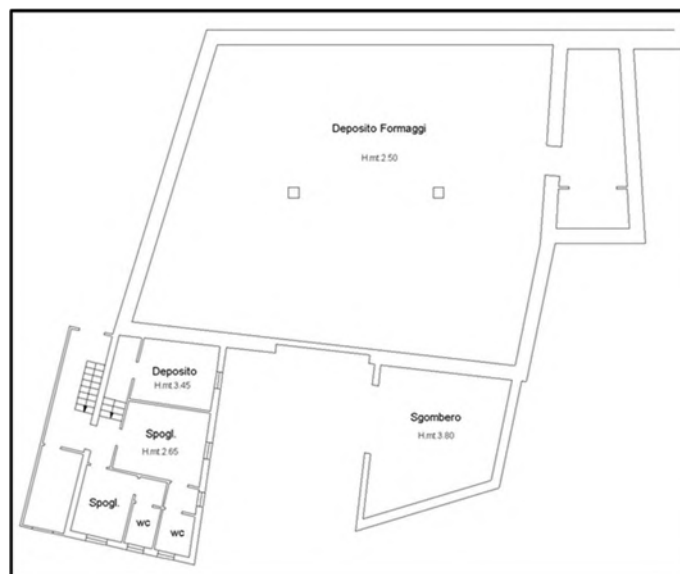 Deposito Formaggi
H.mt.2.50
Deposito
H.mt.3.45
Sgombero
H.mt.3.80
Spogl.
H.mt.2.65
Spogl.
wc
wc